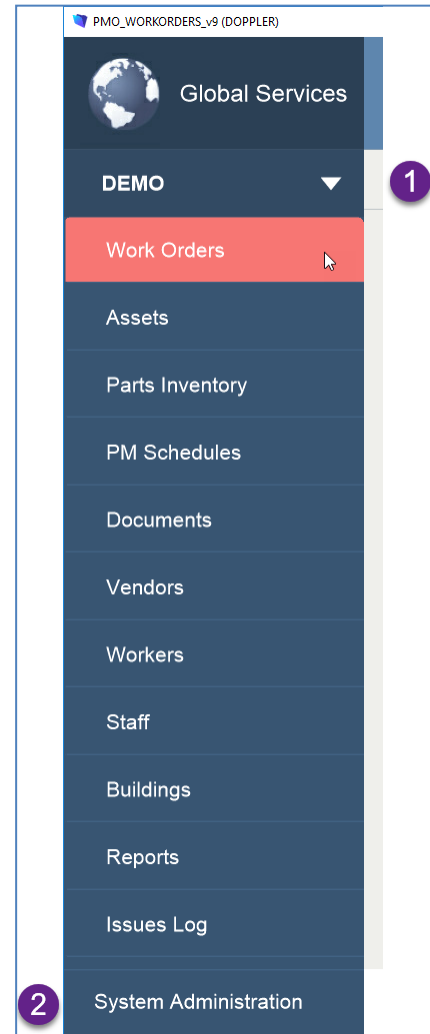 PMO_WORKORDERS_v9 (DOPPLER)
Global Services
DEMO
1
Work Orders
Assets
Parts Inventory
PM Schedules
Documents
Vendors
Workers
Staff
Buildings
Reports
Issues Log
2
System Administration